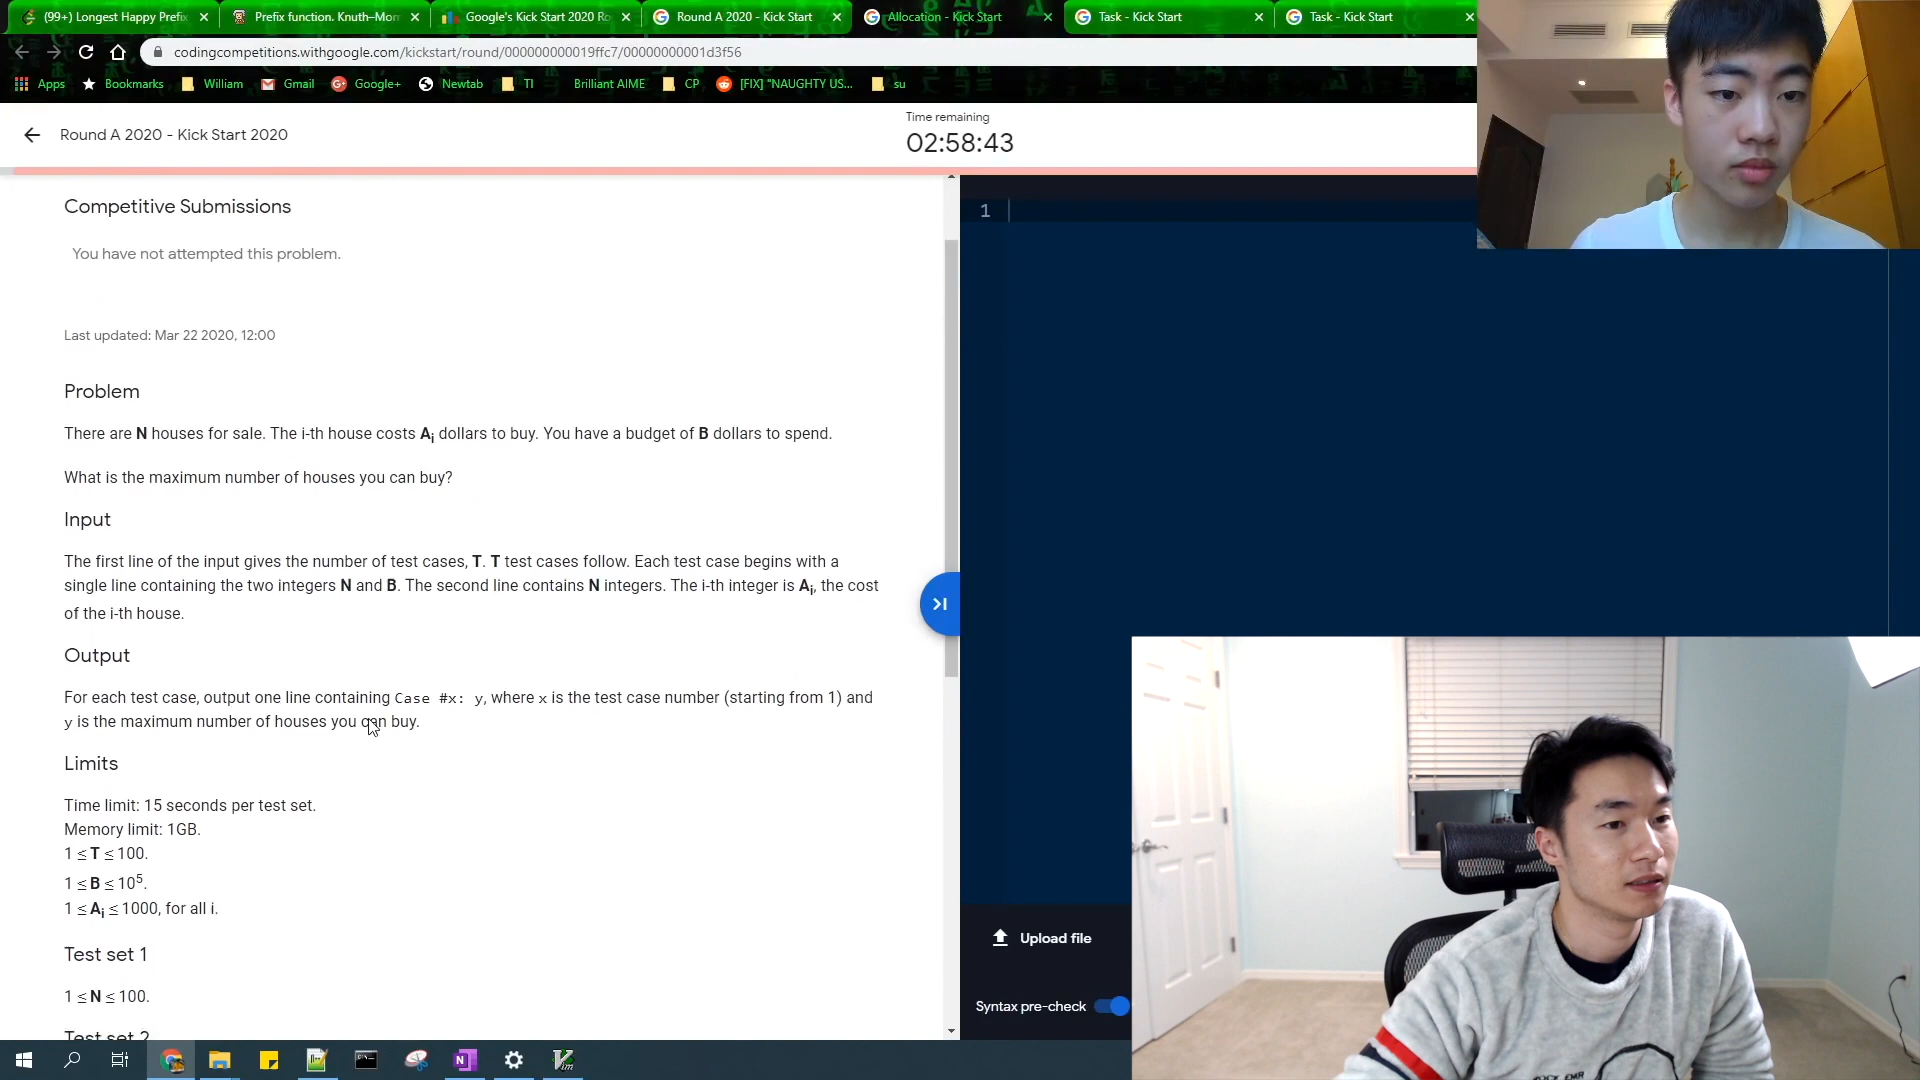 (99+) Longest Happy Prefix
Prefix function. Knuth–Mor
Google's Kick Start 2020 Ro
Round A 2020 - Kick Start
Allocation - Kick Start
Task - Kick Start
Task - Kick Start
codingcompetitions.withgoogle.com/kickstart/round/000000000019ffc7/00000000001d3f56
Apps
Bookmarks
William
Gmail
Google+
Newtab
TI
Brilliant AIME
CP
[FIX] "NAUGHTY US...
su
Round A 2020 - Kick Start 2020
Time remaining
02:58:43
Competitive Submissions
You have not attempted this problem.
Last updated: Mar 22 2020, 12:00
Problem
There are N houses for sale. The i-th house costs Ai dollars to buy. You have a budget of B dollars to spend.
What is the maximum number of houses you can buy?
Input
The first line of the input gives the number of test cases, T. T test cases follow. Each test case begins with a
single line containing the two integers N and B. The second line contains N integers. The i-th integer is Ai, the cost
of the i-th house.
Output
For each test case, output one line containing Case #x: y, where x is the test case number (starting from 1) and
y is the maximum number of houses you can buy.
Limits
Time limit: 15 seconds per test set.
Memory limit: 1GB.
1 ≤ T ≤ 100.
1 ≤ B ≤ 10⁵.
1 ≤ Ai ≤ 1000, for all i.
Test set 1
1 ≤ N ≤ 100.
Test set 2
1
Upload file
Syntax pre-check